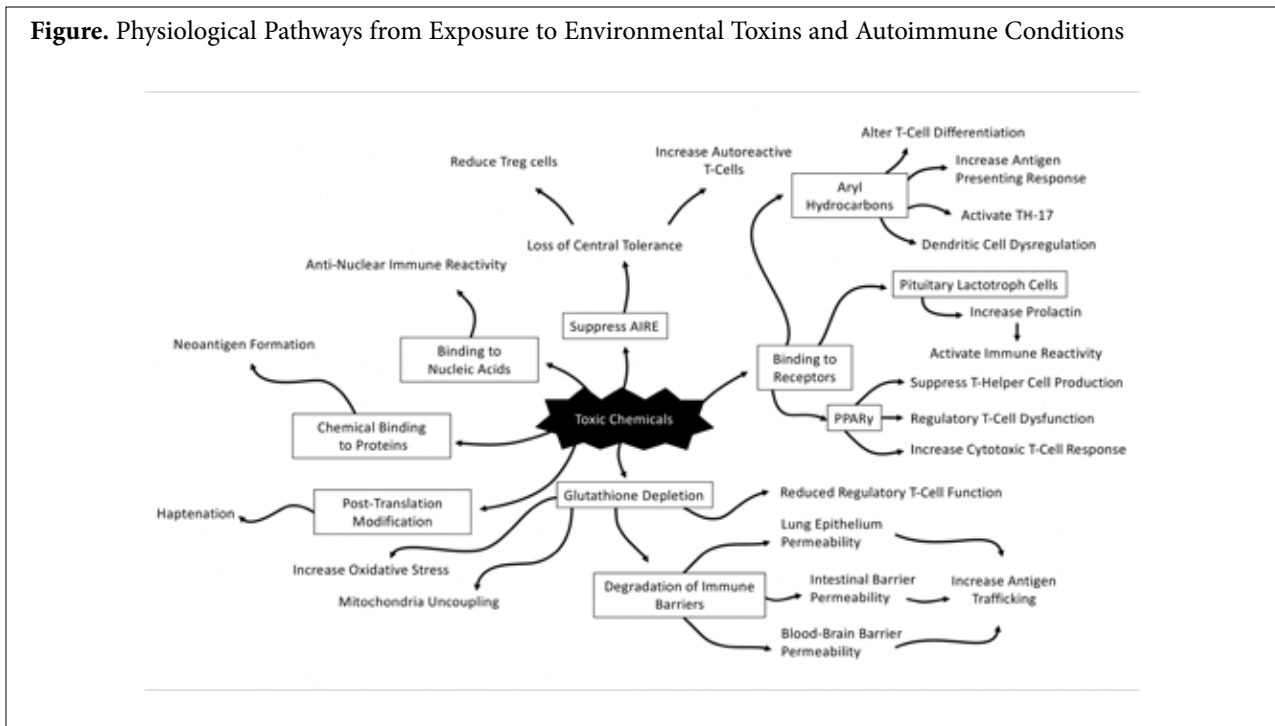 Figure. Physiological Pathways from Exposure to Environmental Toxins and Autoimmune Conditions
Alter T-Cell Differentiation
Reduce Treg cells
Increase Autoreactive
T-Cells
Increase Antigen
Presenting Response
Aryl
Hydrocarbons
Activate TH-17
Dendritic Cell Dysregulation
Loss of Central Tolerance
Anti-Nuclear Immune Reactivity
Pituitary Lactotroph Cells
Increase Prolactin
Suppress AIRE
Neoantigen Formation
Binding to
Nucleic Acids
Binding to
Receptors
Activate Immune Reactivity
Suppress T-Helper Cell Production
Toxic Chemicals
PPARγ
Regulatory T-Cell Dysfunction
Chemical Binding
to Proteins
Increase Cytotoxic T-Cell Response
Glutathione Depletion
Reduced Regulatory T-Cell Function
Post-Translation
Modification
Haptenation
Lung Epithelium
Permeability
Increase Oxidative Stress
Degradation of Immune
Barriers
Intestinal Barrier
Permeability
Increase Antigen
Trafficking
Mitochondria Uncoupling
Blood-Brain Barrier
Permeability